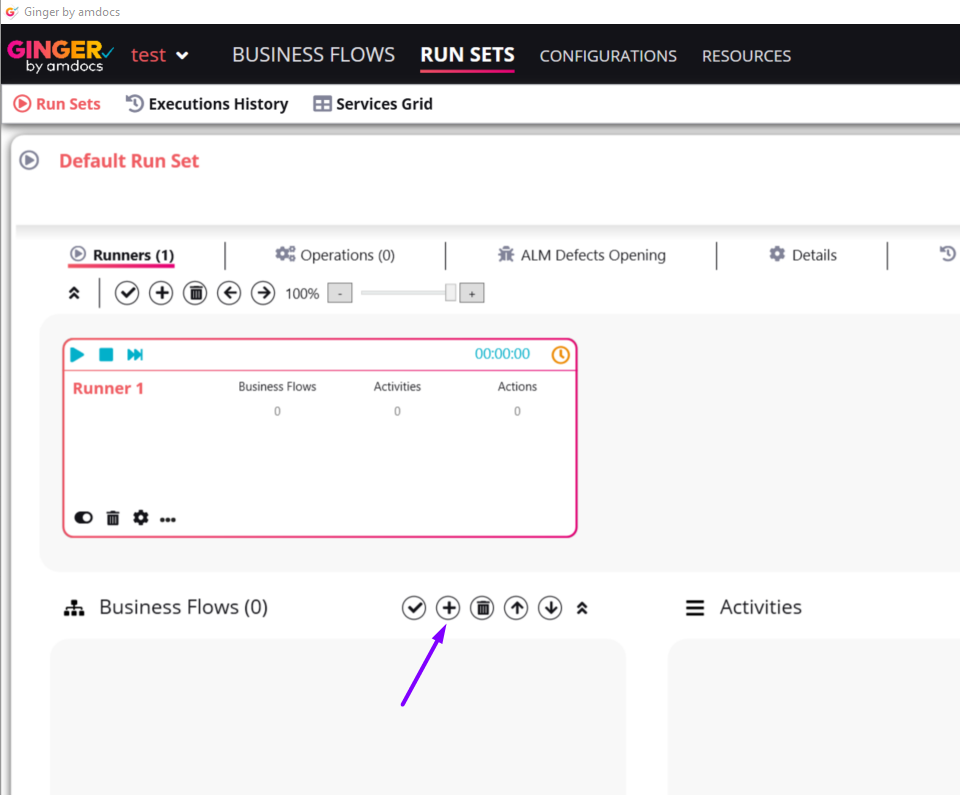 Ginger by amdocs
GINGER
by amdocs
test
BUSINESS FLOWS
RUN SETS
CONFIGURATIONS
RESOURCES
Run Sets
Executions History
Services Grid
Default Run Set
Runners (1)
Operations (0)
ALM Defects Opening
Details
100%
-
+
00:00:00
Runner 1
Business Flows
Activities
Actions
0
0
0
Business Flows (0)
Activities